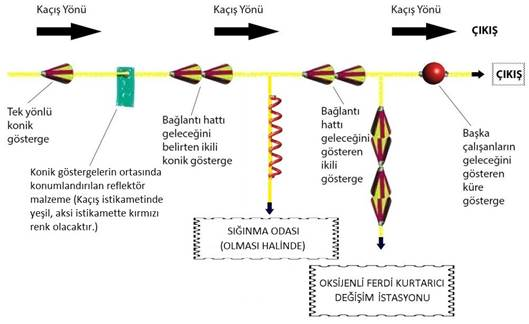 Kaçış Yönü
Kaçış Yönü
Kaçış Yönü
ÇIKIŞ
ÇIKIŞ
Tek yönlü
konik
gösterge
Bağlantı hattı
geleceğini
belirten ikili
konik gösterge
Bağlantı
hattı
geleceğini
gösteren
ikili
gösterge
Başka
çalışanların
geleceğini
gösteren
küre
gösterge
Konik göstergelerin ortasında
konumlandırılan reflektör
malzeme (Kaçış istikametinde
yeşil, aksi istikamette kırmızı
renk olacaktır.)
SIĞINMA ODASI
(OLMASI HALİNDE)
OKSİJENLİ FERDİ KURTARICI
DEĞİŞİM İSTASYONU